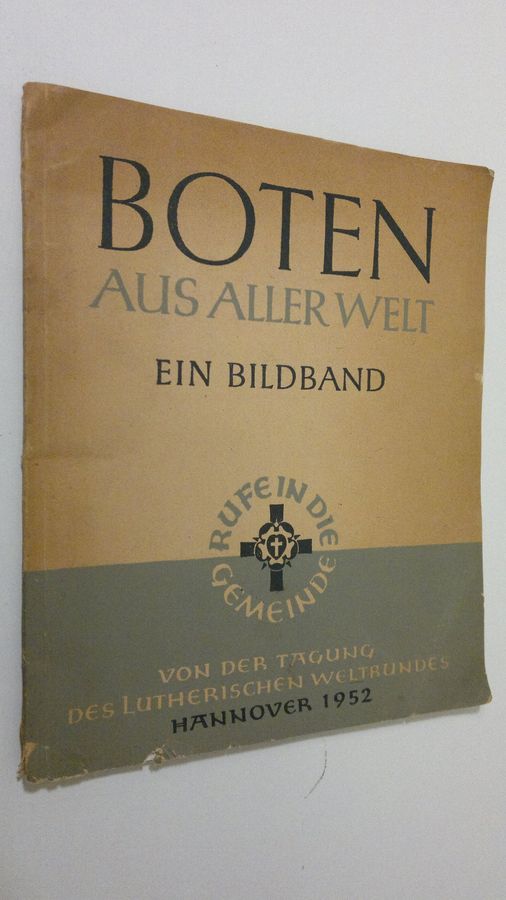 BOTEN
AUS ALLER WELT
EIN BILDBAND
RUFE IN DIE
GEMEINDE
VON DER TAGUNG
DES LUTHERISCHEN WELTBUNDES
HANNOVER 1952